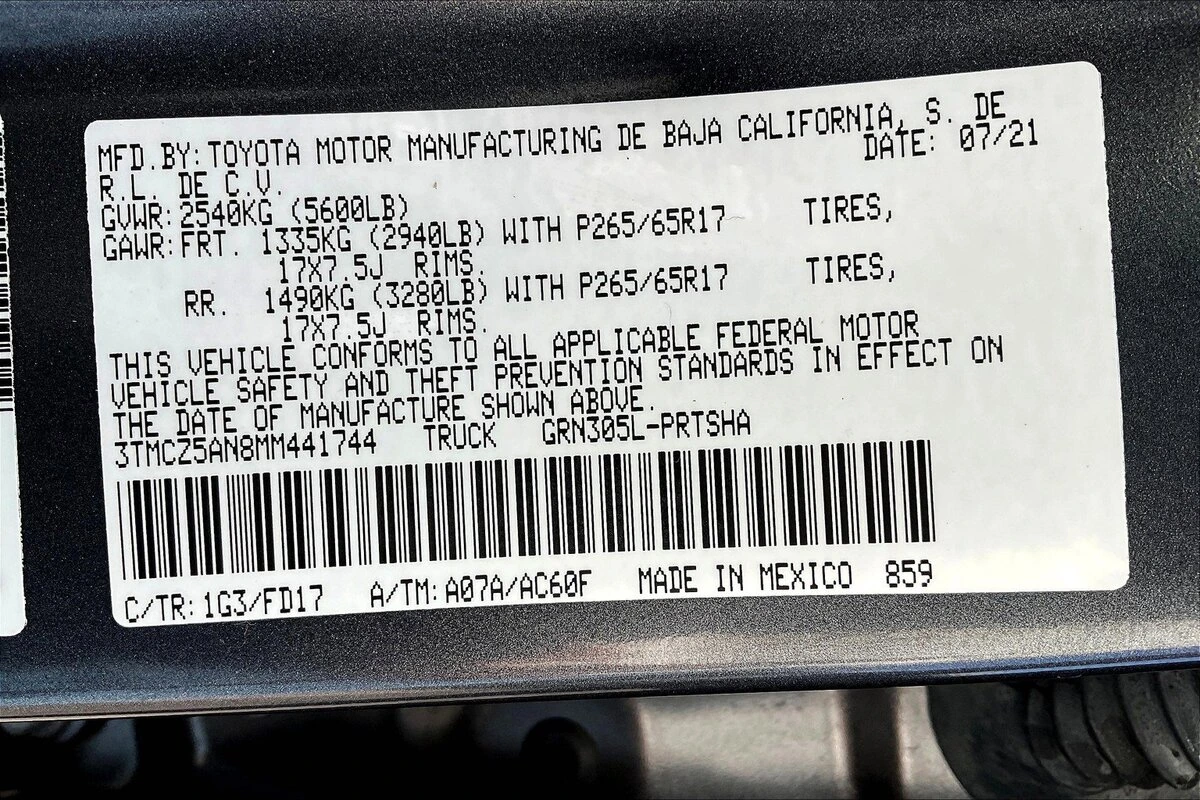 MFD.BY:TOYOTA MOTOR MANUFACTURING DE BAJA CALIFORNIA, S. DE
R.L. DE C.V. DATE: 07/21
GVWR:2540KG (5600LB)
GAWR:FRT. 1335KG (2940LB) WITH P265/65R17 TIRES,
17X7.5J RIMS.
RR. 1490KG (3280LB) WITH P265/65R17 TIRES,
17X7.5J RIMS.
THIS VEHICLE CONFORMS TO ALL APPLICABLE FEDERAL MOTOR
VEHICLE SAFETY AND THEFT PREVENTION STANDARDS IN EFFECT ON
THE DATE OF MANUFACTURE SHOWN ABOVE.
3TMCZ5AN8MM441744 TRUCK GRN305L-PRTSHA
C/TR:1G3/FD17 A/TM:A07A/AC60F MADE IN MEXICO 859